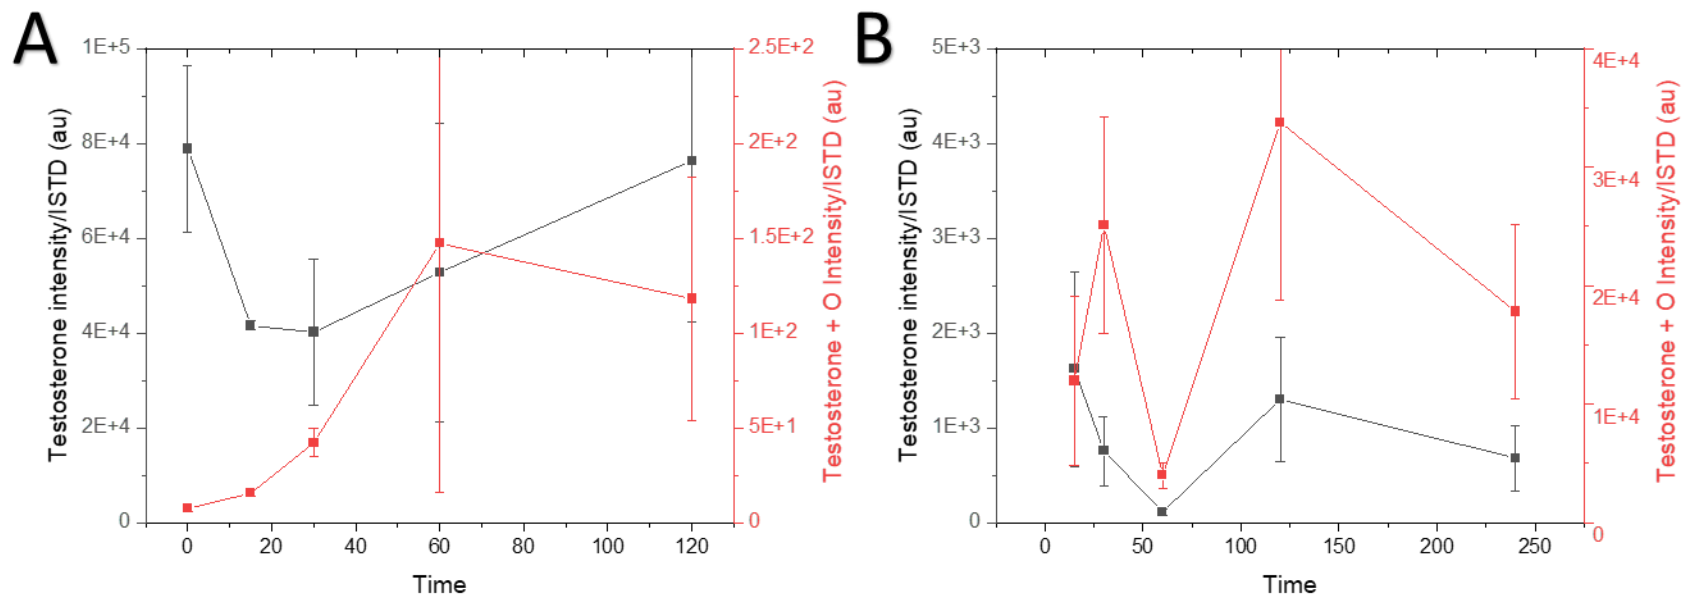 A
1E+5
8E+4
6E+4
4E+4
2E+4
0
Testosterone intensity/ISTD (au)
0 20 40 60 80 100 120
Time
2.5E+2
2E+2
1.5E+2
1E+2
5E+1
0
Testosterone + O Intensity/ISTD (au)
B
5E+3
4E+3
3E+3
2E+3
1E+3
0
Testosterone intensity/ISTD (au)
0 50 100 150 200 250
Time
4E+4
3E+4
2E+4
1E+4
0
Testosterone + O Intensity/ISTD (au)